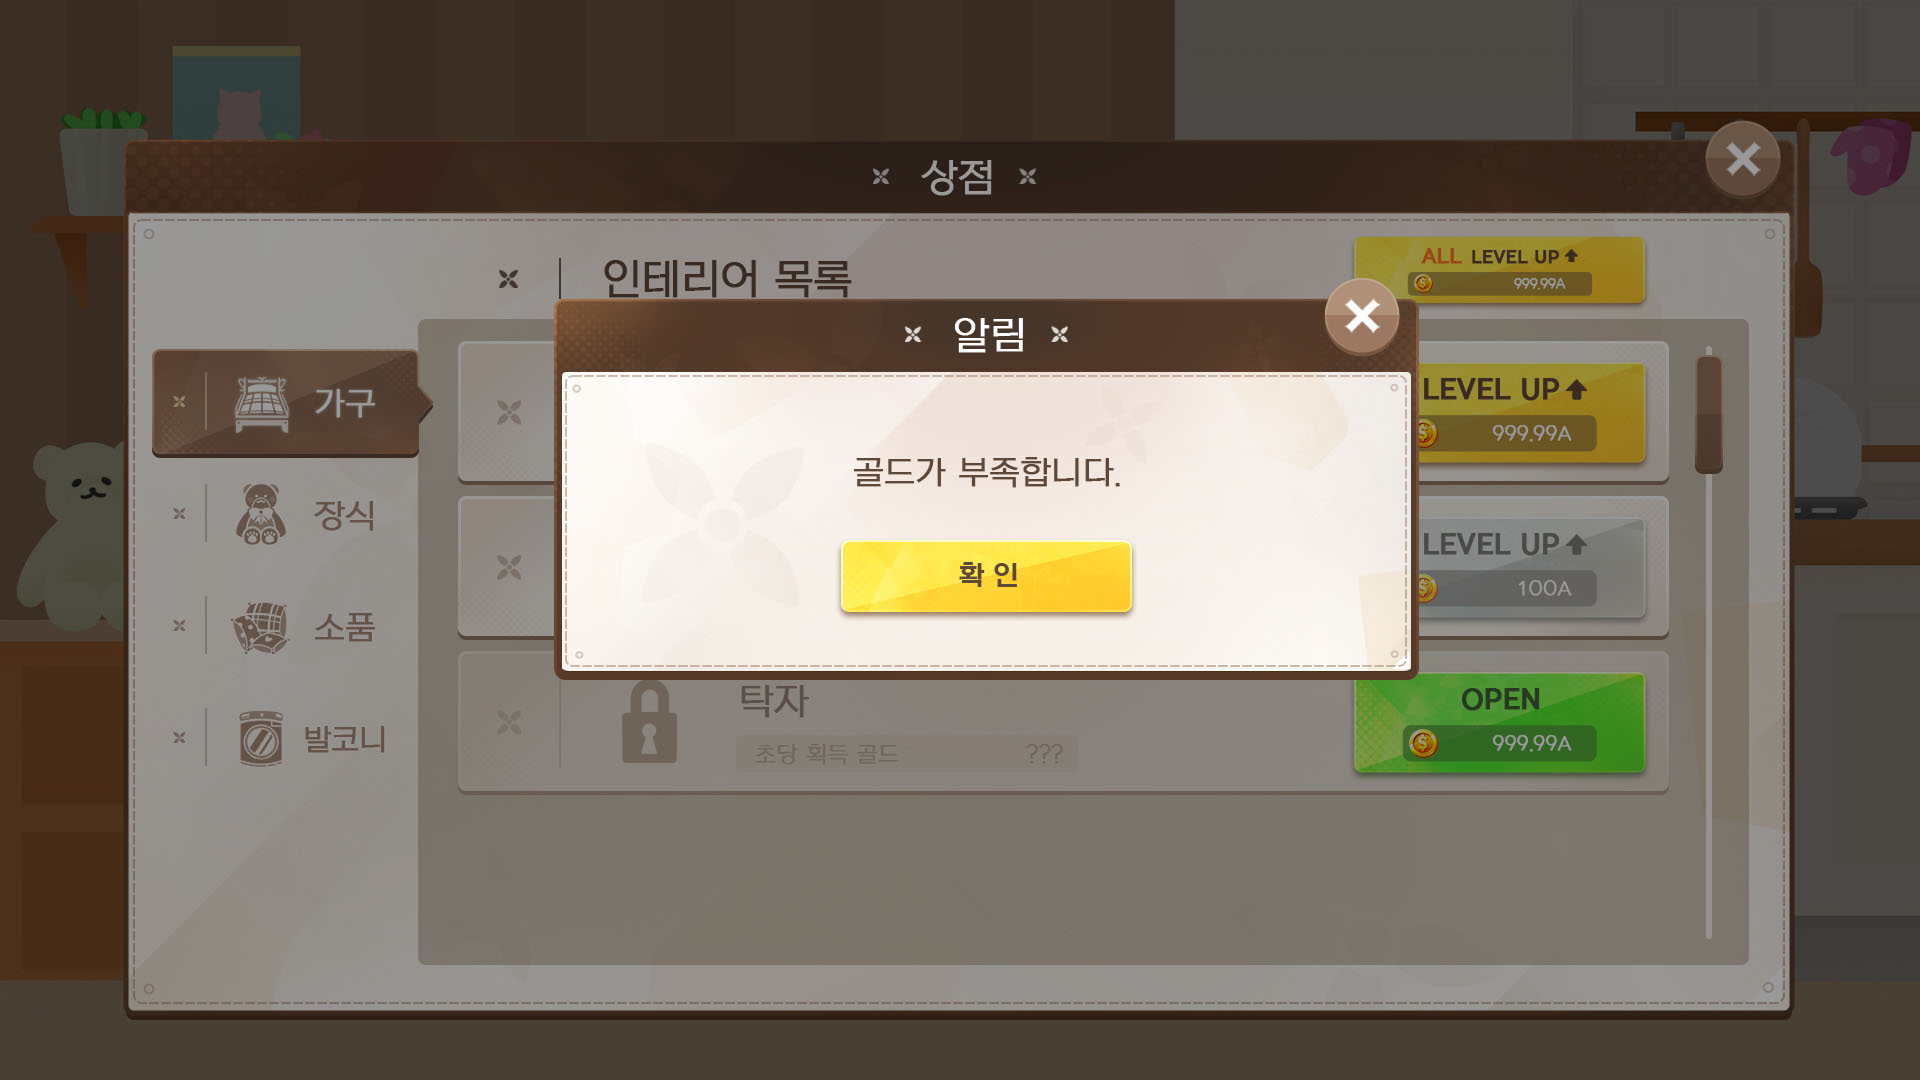 상점
인테리어 목록
ALL LEVEL UP
999.99A
알림
골드가 부족합니다.
확 인
가구
장식
소품
발코니
LEVEL UP
999.99A
LEVEL UP
100A
탁자
초당 획득 골드 ???
OPEN
999.99A